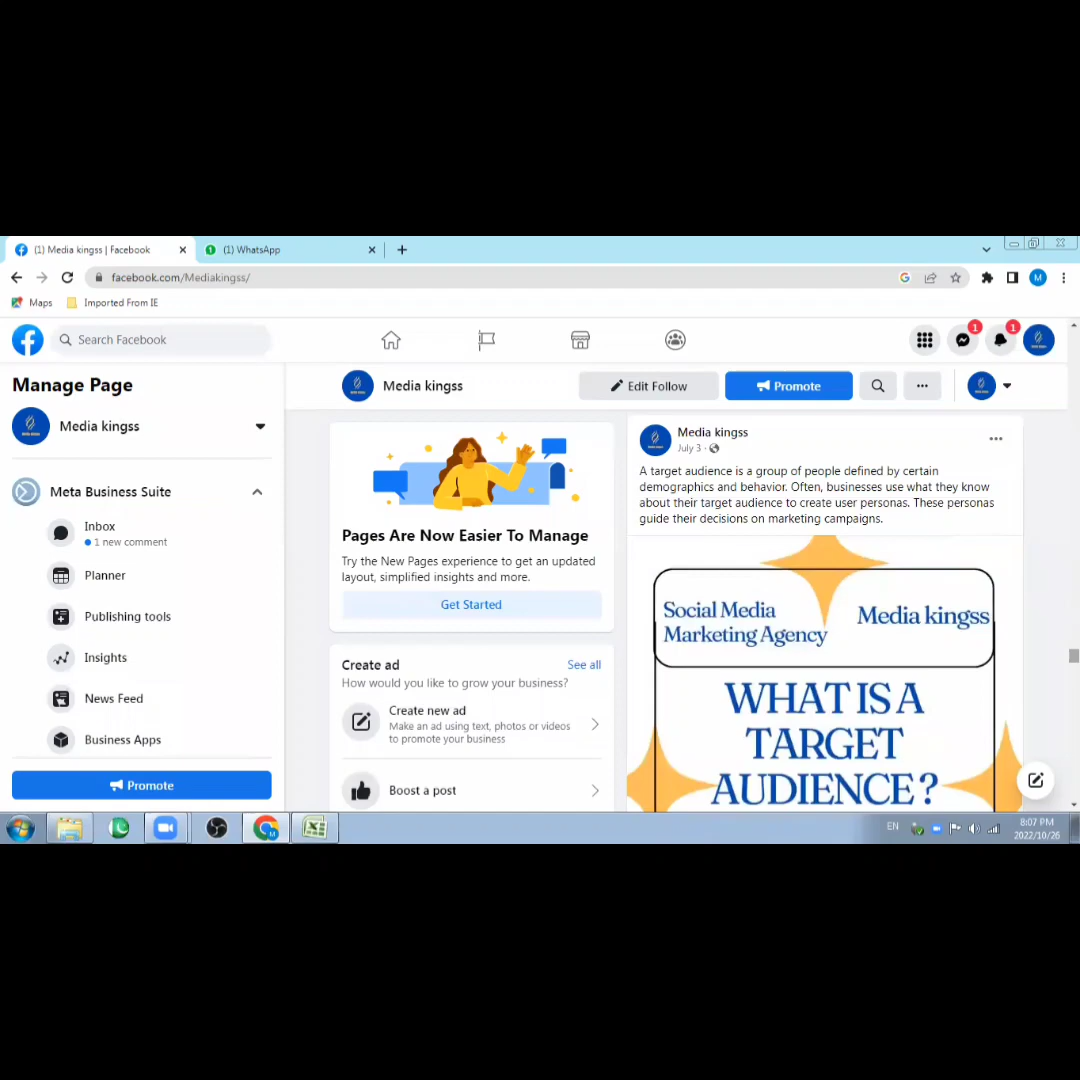 (1) Media kingss | Facebook
(1) WhatsApp
facebook.com/Mediakingss/
Maps
Imported From IE
Search Facebook
1
1
Manage Page
Media kingss
Meta Business Suite
Inbox
1 new comment
Planner
Publishing tools
Insights
News Feed
Business Apps
Promote
Media kingss
Edit Follow
Promote
Pages Are Now Easier To Manage
Try the New Pages experience to get an updated
layout, simplified insights and more.
Get Started
Create ad
See all
How would you like to grow your business?
Create new ad
Make an ad using text, photos or videos
to promote your business
Boost a post
Media kingss
July 3 ·
A target audience is a group of people defined by certain
demographics and behavior. Often, businesses use what they know
about their target audience to create user personas. These personas
guide their decisions on marketing campaigns.
Social Media
Marketing Agency
Media kingss
WHAT IS A
TARGET
AUDIENCE?
EN
8:07 PM
2022/10/26